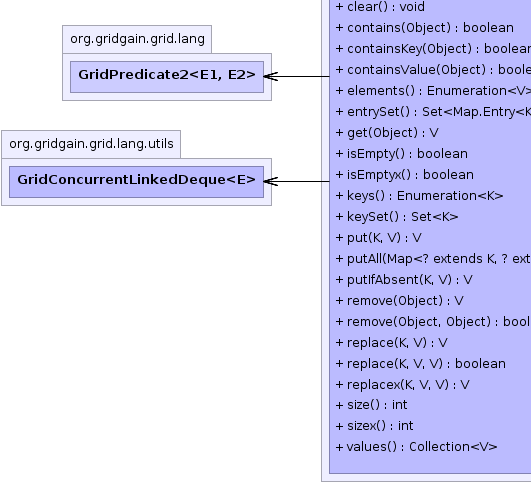 org.gridgain.grid.lang
GridPredicate2<E1, E2>
org.gridgain.grid.lang.utils
GridConcurrentLinkedDeque<E>
+ clear() : void
+ contains(Object) : boolean
+ containsKey(Object) : boolean
+ containsValue(Object) : boole
+ elements() : Enumeration<V>
+ entrySet() : Set<Map.Entry<K
+ get(Object) : V
+ isEmpty() : boolean
+ isEmptyx() : boolean
+ keys() : Enumeration<K>
+ keySet() : Set<K>
+ put(K, V) : V
+ putAll(Map<? extends K, ? ext
+ putIfAbsent(K, V) : V
+ remove(Object) : V
+ remove(Object, Object) : bool
+ replace(K, V) : V
+ replace(K, V, V) : boolean
+ replacex(K, V, V) : V
+ size() : int
+ sizex() : int
+ values() : Collection<V>